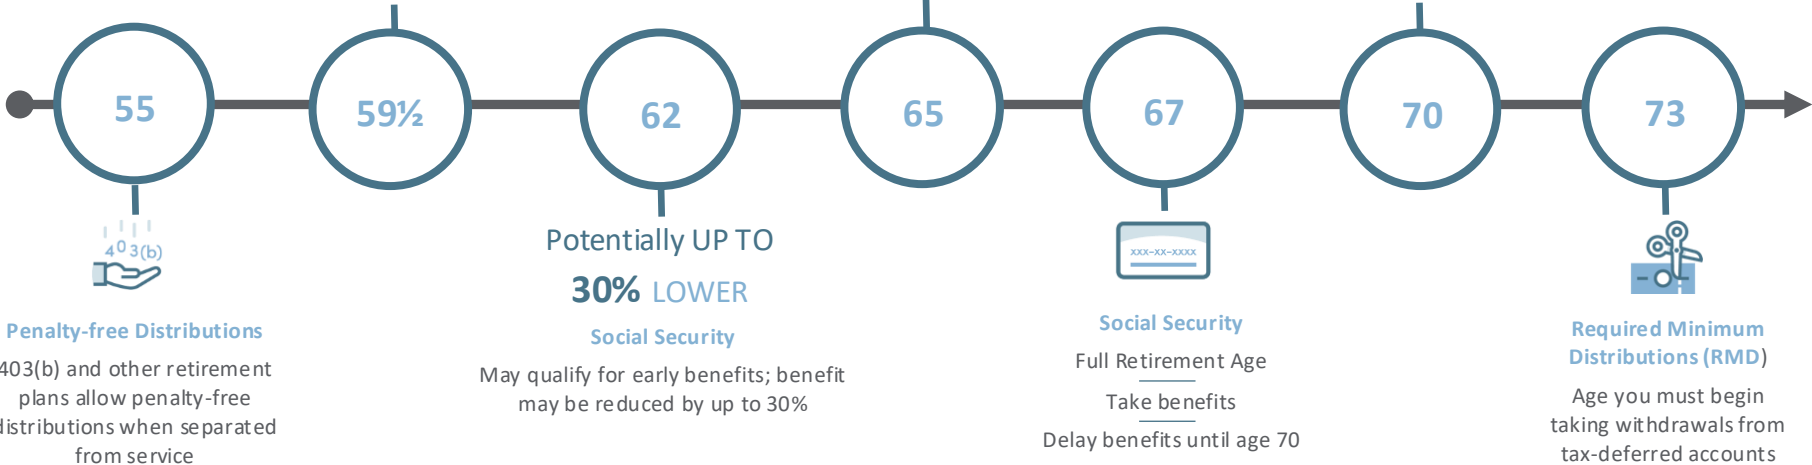 55
59½
62
65
67
70
73
403(b)
Penalty-free Distributions
403(b) and other retirement
plans allow penalty-free
distributions when separated
from service
Potentially UP TO
30% LOWER
Social Security
May qualify for early benefits; benefit
may be reduced by up to 30%
XXX-XX-XXXX
Social Security
Full Retirement Age
Take benefits
Delay benefits until age 70
Required Minimum
Distributions (RMD)
Age you must begin
taking withdrawals from
tax-deferred accounts